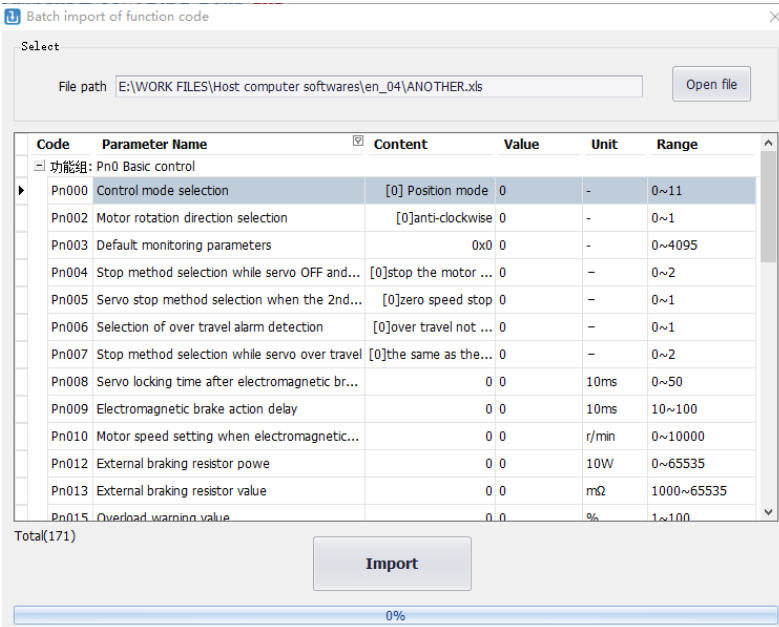 Batch import of function code
Select
File path E:\WORK FILES\Host computer softwares\en_04\ANOTHER.xls Open file
Code Parameter Name Content Value Unit Range
功能组: Pn0 Basic control
Pn000 Control mode selection [0] Position mode 0 - 0~11
Pn002 Motor rotation direction selection [0]anti-clockwise 0 - 0~1
Pn003 Default monitoring parameters 0x0 0 - 0~4095
Pn004 Stop method selection while servo OFF and... [0]stop the motor ... 0 – 0~2
Pn005 Servo stop method selection when the 2nd... [0]zero speed stop 0 – 0~1
Pn006 Selection of over travel alarm detection [0]over travel not ... 0 – 0~1
Pn007 Stop method selection while servo over travel [0]the same as the... 0 – 0~2
Pn008 Servo locking time after electromagnetic br... 0 0 10ms 0~50
Pn009 Electromagnetic brake action delay 0 0 10ms 10~100
Pn010 Motor speed setting when electromagnetic... 0 0 r/min 0~10000
Pn012 External braking resistor powe 0 0 10W 0~65535
Pn013 External braking resistor value 0 0 mΩ 1000~65535
Pn015 Overload warning value 0 0 % 1~100
Total(171)
Import
0%